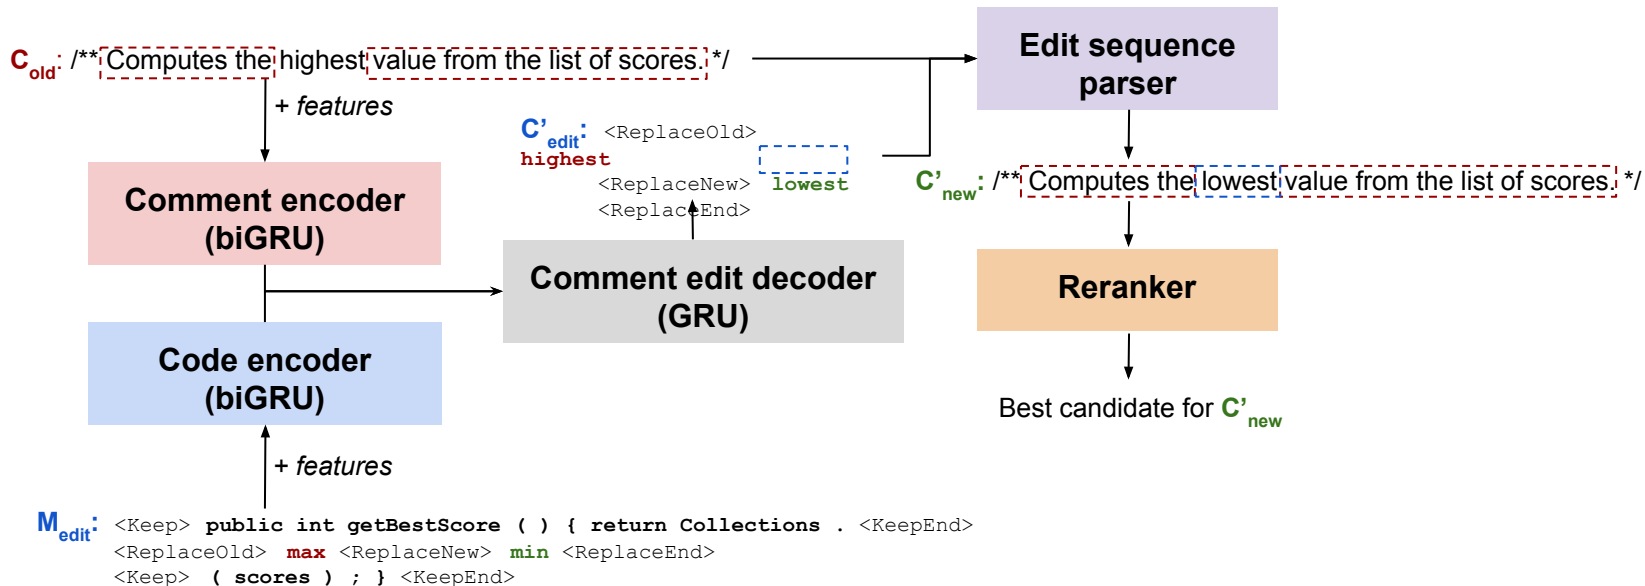 C_old: /** Computes the highest value from the list of scores. */
+ features
Edit sequence
parser
C'_edit: <ReplaceOld>
highest
<ReplaceNew> lowest
<ReplaceEnd>
Comment encoder
(biGRU)
C'_new: /** Computes the lowest value from the list of scores. */
Comment edit decoder
(GRU)
Reranker
Code encoder
(biGRU)
Best candidate for C'_new
+ features
M_edit: <Keep> public int getBestScore ( ) { return Collections . <KeepEnd>
<ReplaceOld> max <ReplaceNew> min <ReplaceEnd>
<Keep> ( scores ) ; } <KeepEnd>